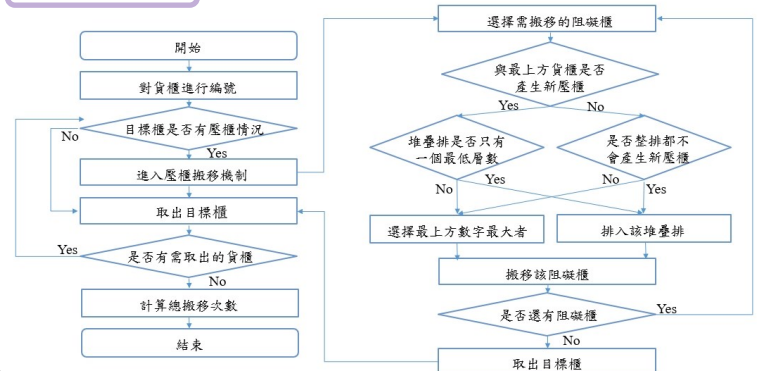 開始
對貨櫃進行編號
目標櫃是否有壓櫃情況
No
Yes
進入壓櫃搬移機制
取出目標櫃
Yes
是否有需取出的貨櫃
No
計算總搬移次數
結束
選擇需搬移的阻礙櫃
與最上方貨櫃是否
產生新壓櫃
Yes
No
堆疊排是否只有
一個最低層數
是否整排都不
會產生新壓櫃
No
Yes
No
Yes
選擇最上方數字最大者
排入該堆疊排
搬移該阻礙櫃
是否還有阻礙櫃
Yes
No
取出目標櫃